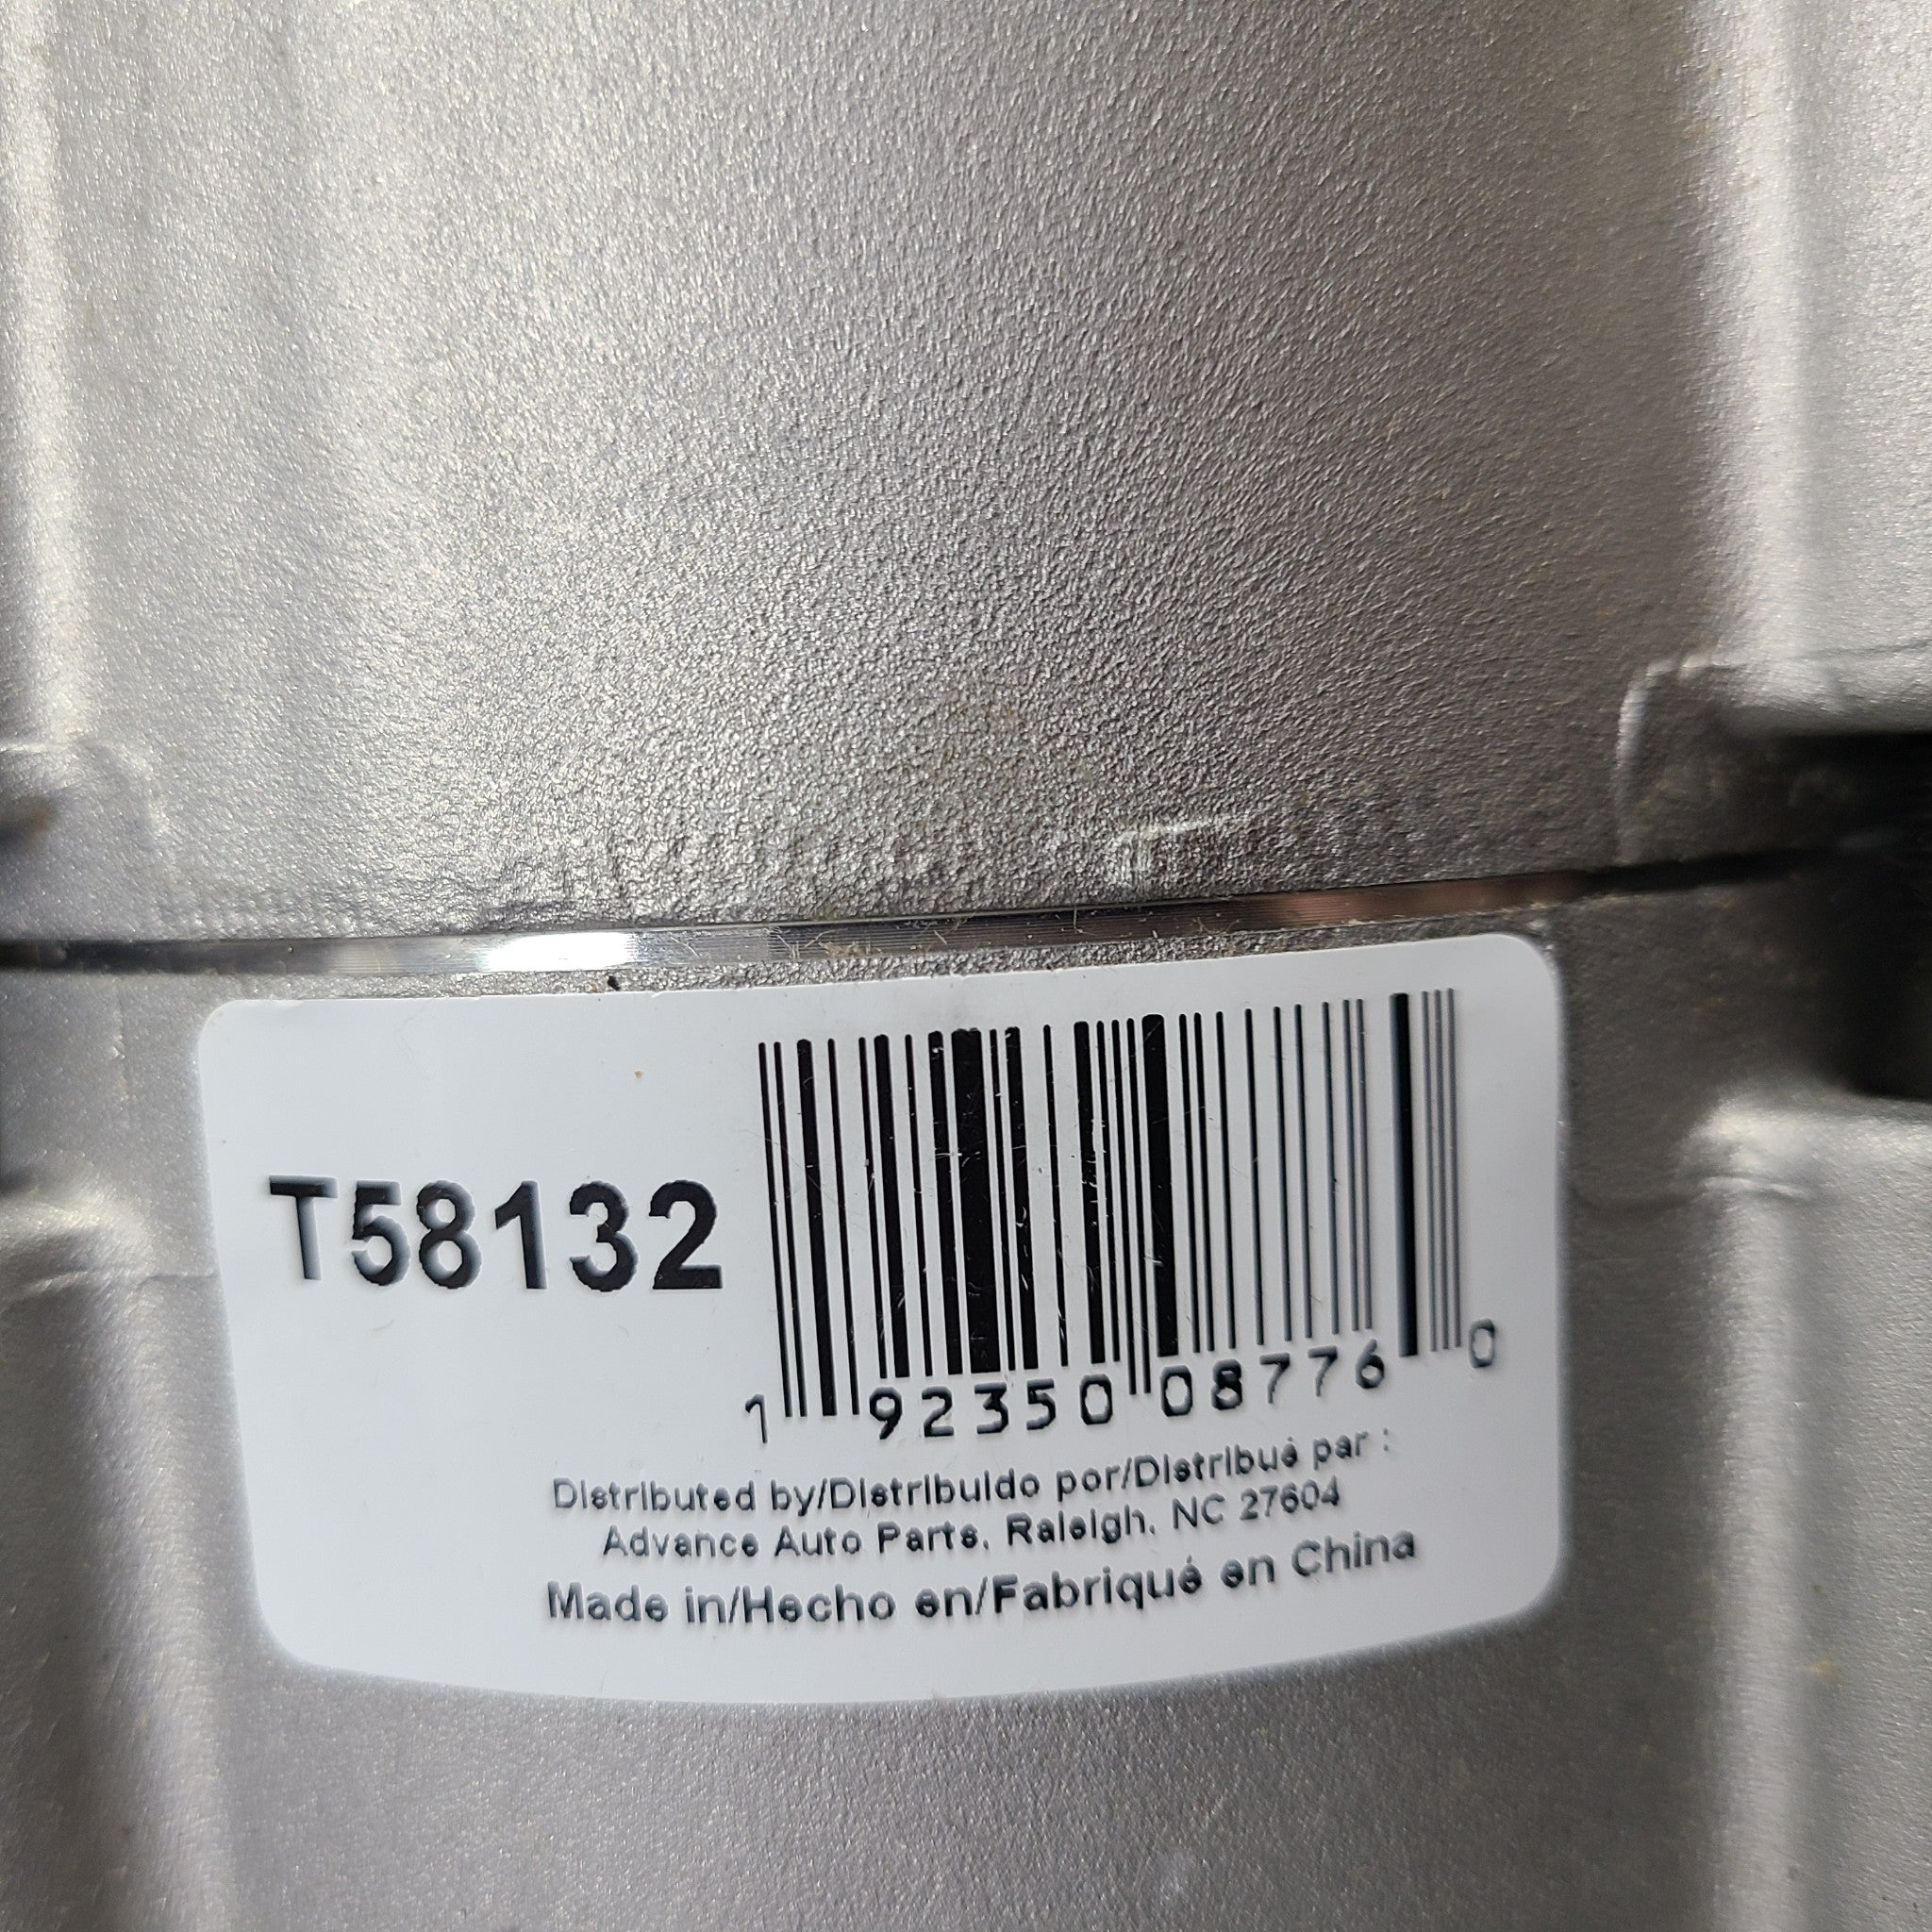 T58132
1 92350 08776 0
Distributed by/Distribuido por/Distribué par :
Advance Auto Parts, Raleigh, NC 27604
Made in/Hecho en/Fabriqué en China